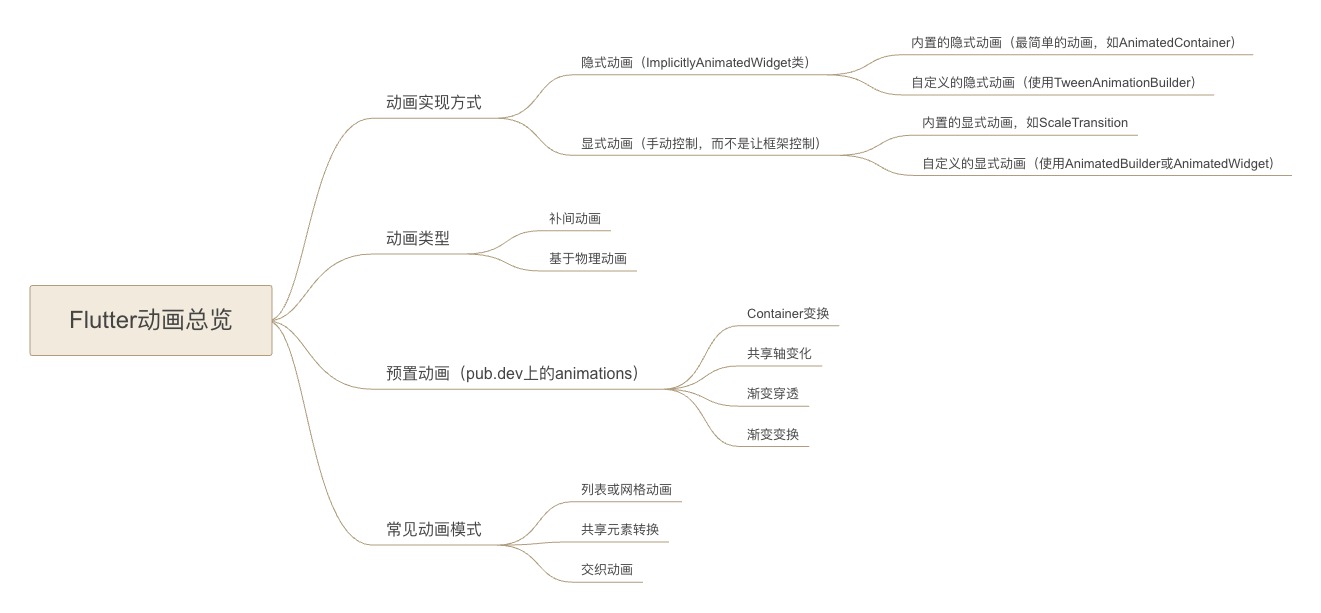 Flutter动画总览
动画实现方式
隐式动画（ImplicitlyAnimatedWidget类）
内置的隐式动画（最简单的动画，如AnimatedContainer）
自定义的隐式动画（使用TweenAnimationBuilder）
显式动画（手动控制，而不是让框架控制）
内置的显式动画，如ScaleTransition
自定义的显式动画（使用AnimatedBuilder或AnimatedWidget）
动画类型
补间动画
基于物理动画
预置动画（pub.dev上的animations）
Container变换
共享轴变化
渐变穿透
渐变变换
常见动画模式
列表或网格动画
共享元素转换
交织动画